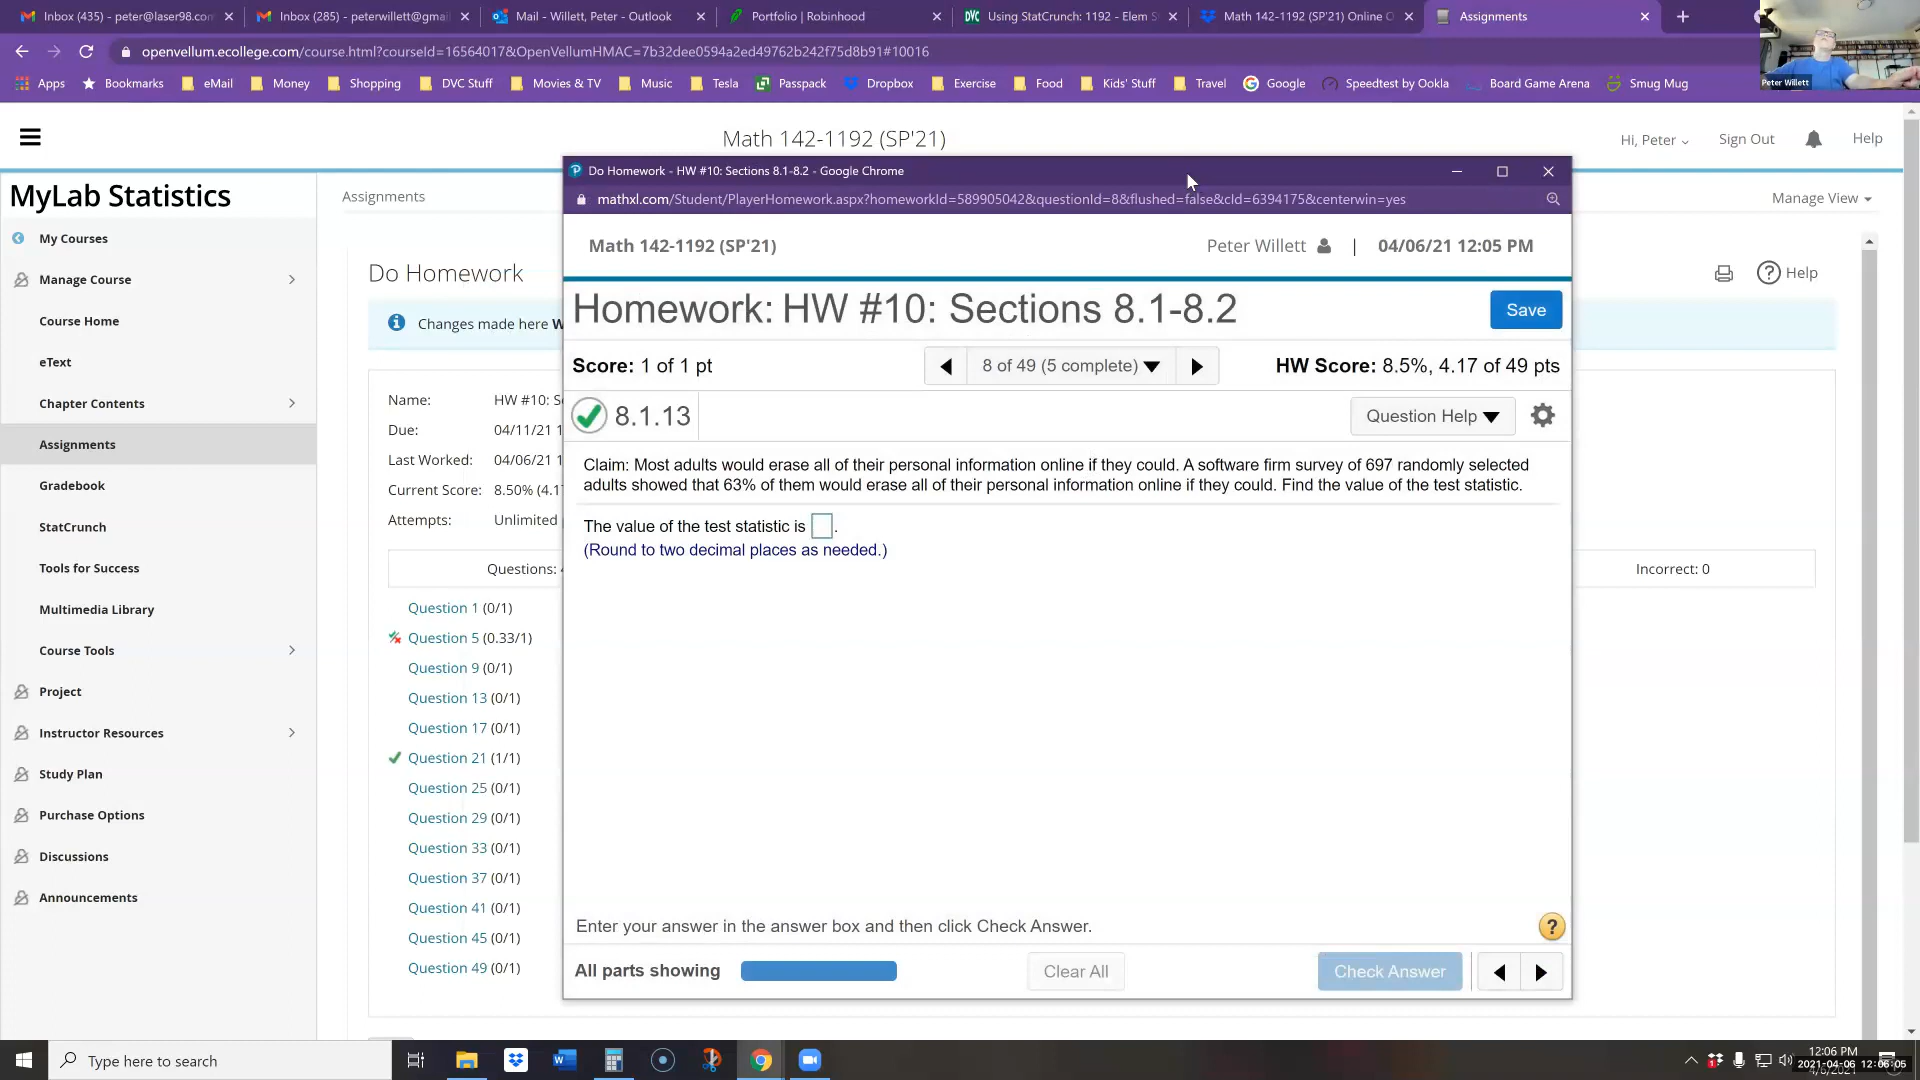 Inbox (435) - peter@laser98.com
Inbox (285) - peterwillett@gmai
Mail - Willett, Peter - Outlook
Portfolio | Robinhood
Using StatCrunch: 1192 - Elem S
Math 142-1192 (SP'21) Online C
Assignments
openvellum.ecollege.com/course.html?courseId=16564017&OpenVellumHMAC=7b32dee0594a2ed49762b242f75d8b91#10016
Peter Willett
Apps
Bookmarks
eMail
Money
Shopping
DVC Stuff
Movies & TV
Music
Tesla
Passpack
Dropbox
Exercise
Food
Kids' Stuff
Travel
Google
Speedtest by Ookla
Board Game Arena
Smug Mug
Math 142-1192 (SP'21)
Hi, Peter
Sign Out
Help
MyLab Statistics
My Courses
Manage Course
Course Home
eText
Chapter Contents
Assignments
Gradebook
StatCrunch
Tools for Success
Multimedia Library
Course Tools
Project
Instructor Resources
Study Plan
Purchase Options
Discussions
Announcements
Assignments
Manage View
Do Homework
Help
Changes made here W
Name: HW #10: S
Due: 04/11/21 1
Last Worked: 04/06/21 1
Current Score: 8.50% (4.1
Attempts: Unlimited
Questions:
Incorrect: 0
Question 1 (0/1)
Question 5 (0.33/1)
Question 9 (0/1)
Question 13 (0/1)
Question 17 (0/1)
Question 21 (1/1)
Question 25 (0/1)
Question 29 (0/1)
Question 33 (0/1)
Question 37 (0/1)
Question 41 (0/1)
Question 45 (0/1)
Question 49 (0/1)
Do Homework - HW #10: Sections 8.1-8.2 - Google Chrome
mathxl.com/Student/PlayerHomework.aspx?homeworkId=589905042&questionId=8&flushed=false&cId=6394175&centerwin=yes
Math 142-1192 (SP'21)
Peter Willett | 04/06/21 12:05 PM
Homework: HW #10: Sections 8.1-8.2
Save
Score: 1 of 1 pt
8 of 49 (5 complete)
HW Score: 8.5%, 4.17 of 49 pts
8.1.13
Question Help
Claim: Most adults would erase all of their personal information online if they could. A software firm survey of 697 randomly selected
adults showed that 63% of them would erase all of their personal information online if they could. Find the value of the test statistic.
The value of the test statistic is .
(Round to two decimal places as needed.)
Enter your answer in the answer box and then click Check Answer.
?
All parts showing
Clear All
Check Answer
Type here to search
12:06 PM
2021-04-06 12:06:05